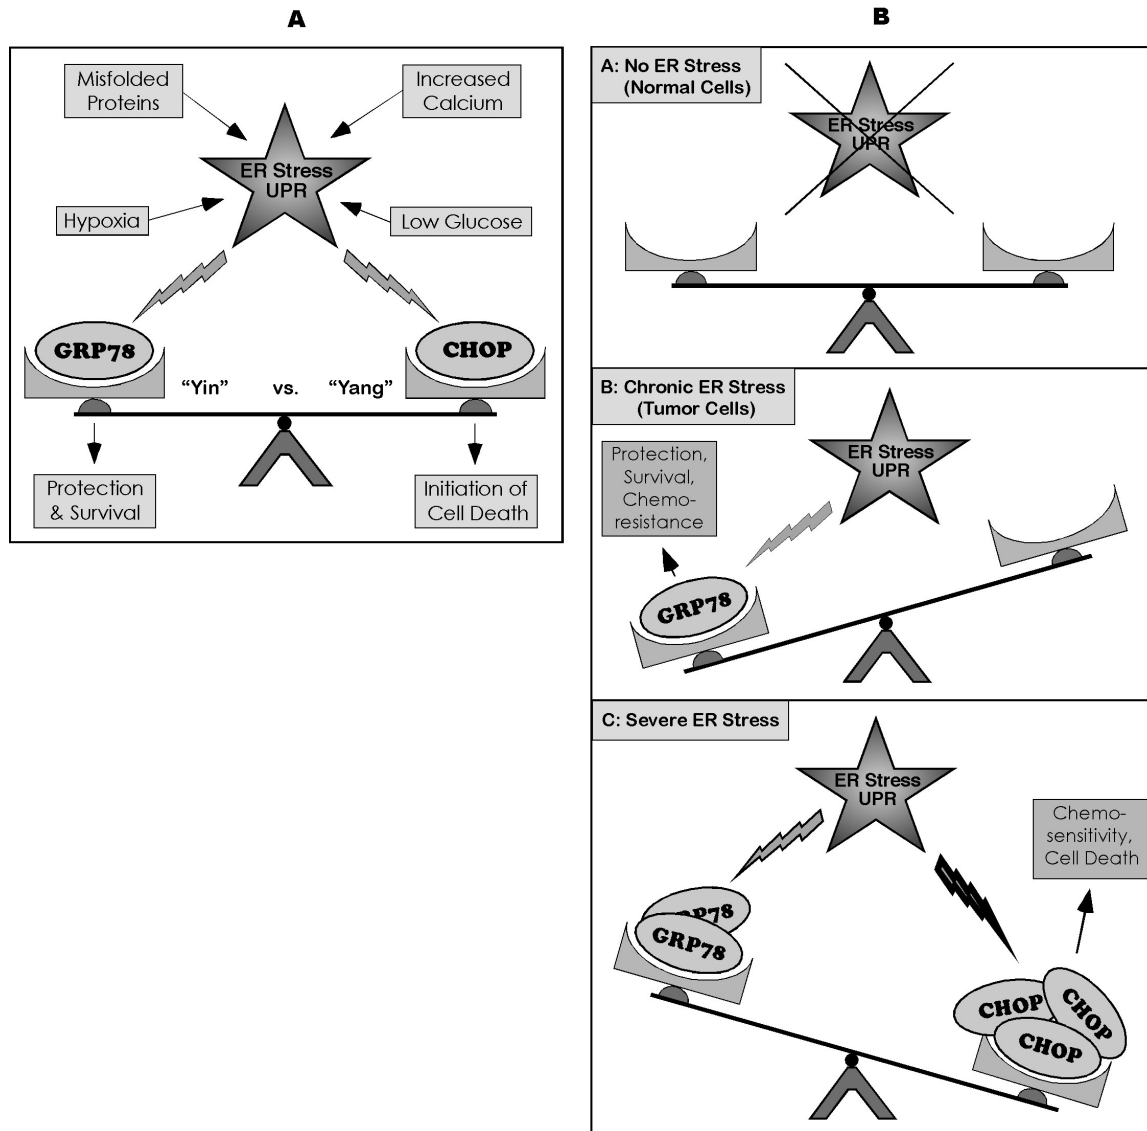 A
Misfolded
Proteins
Increased
Calcium
ER Stress
UPR
Hypoxia
Low Glucose
GRP78
CHOP
“Yin” vs. “Yang”
Protection
& Survival
Initiation of
Cell Death
B
A: No ER Stress
(Normal Cells)
ER Stress
UPR
B: Chronic ER Stress
(Tumor Cells)
ER Stress
UPR
Protection,
Survival,
Chemo-
resistance
GRP78
C: Severe ER Stress
ER Stress
UPR
Chemo-
sensitivity,
Cell Death
RP78
GRP78
CHOP
CHOP
CHOP